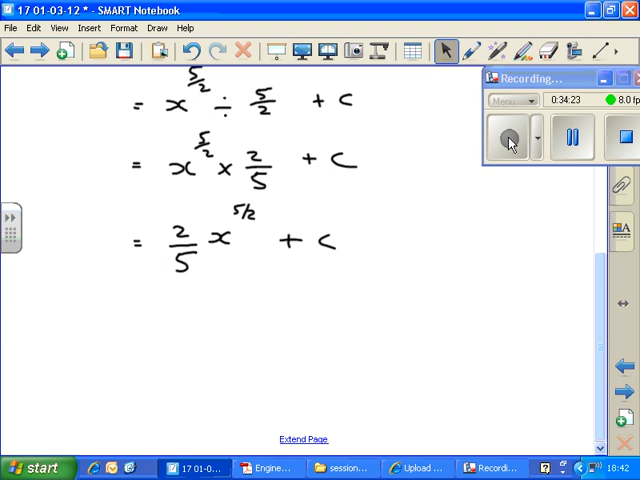 17 01-03-12 * - SMART Notebook
File Edit View Insert Format Draw Help
Recording...
Menu
0:34:23 8.0 fp
= x^5/2 ÷ 5/2 + c
= x^5/2 × 2/5 + c
= 2/5 x^5/2 + c
Extend Page
start 17 01-0... Engine... session... Upload ... Recordi... 18:42